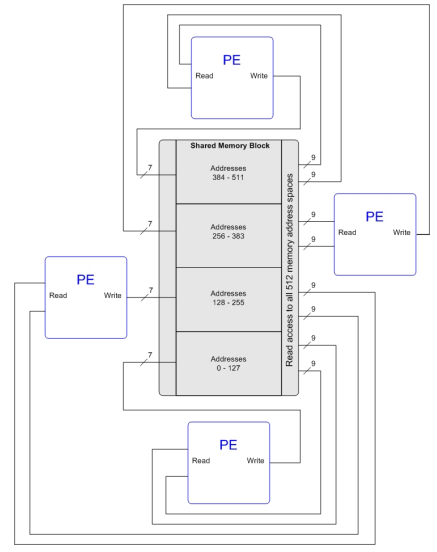 PE
Read Write
Shared Memory Block
7
Addresses
384 - 511
9
9
7
Addresses
256 - 383
9
9
PE
Read Write
PE
Read Write
7
Addresses
128 - 255
9
9
7
Addresses
0 - 127
9
9
Read access to all 512 memory address spaces
PE
Read Write